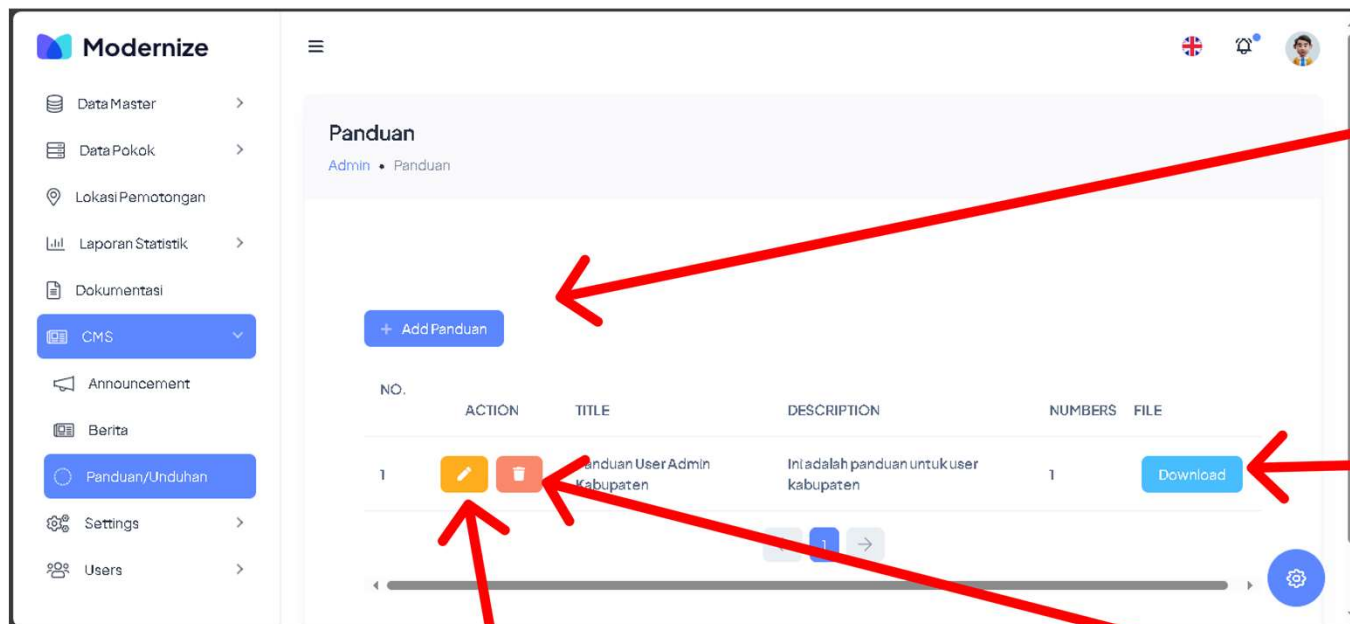 Modernize
Data Master
Data Pokok
Lokasi Pemotongan
Laporan Statistik
Dokumentasi
CMS
Announcement
Berita
Panduan/Unduhan
Settings
Users
Panduan
Admin • Panduan
+ Add Panduan
NO. ACTION TITLE DESCRIPTION NUMBERS FILE
1 Panduan User Admin Ini adalah panduan untuk user 1 Download
Kabupaten kabupaten
1